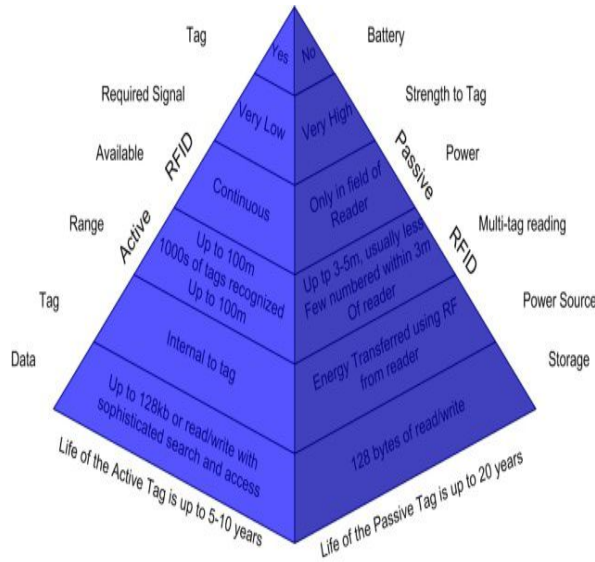 Tag
Yes
No
Battery
Required Signal
Very Low
Very High
Strength to Tag
Available
Continuous
Only in field of
Reader
Power
Active RFID
Passive RFID
Range
Up to 100m
1000s of tags recognized
Up to 100m
Up tp 3-5m, usually less
Few numbered within 3m
Of reader
Multi-tag reading
Tag
Internal to tag
Energy Transferred using RF
from reader
Power Source
Data
Up to 128kb or read/write with
sophisticated search and access
128 bytes of read/write
Storage
Life of the Active Tag is up to 5-10 years
Life of the Passive Tag is up to 20 years